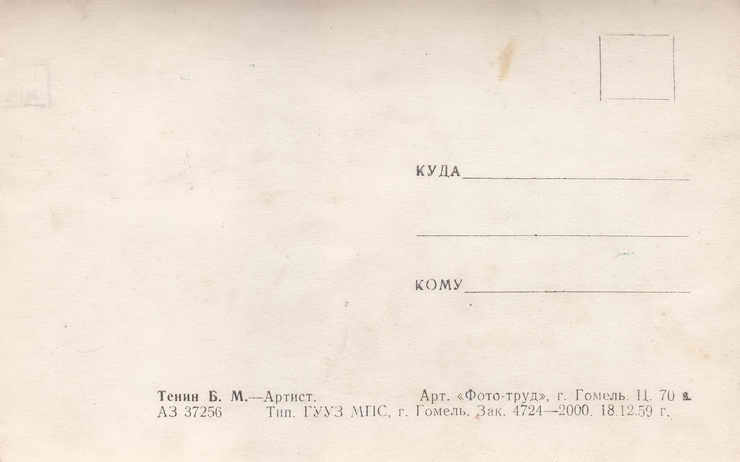 КУДА
КОМУ
Тенин Б. М.—Артист. Арт. «Фото-труд», г. Гомель. Ц. 70 к.
АЗ 37256 Тип. ГУУЗ МПС, г. Гомель. Зак. 4724—2000. 18.12.59 г.